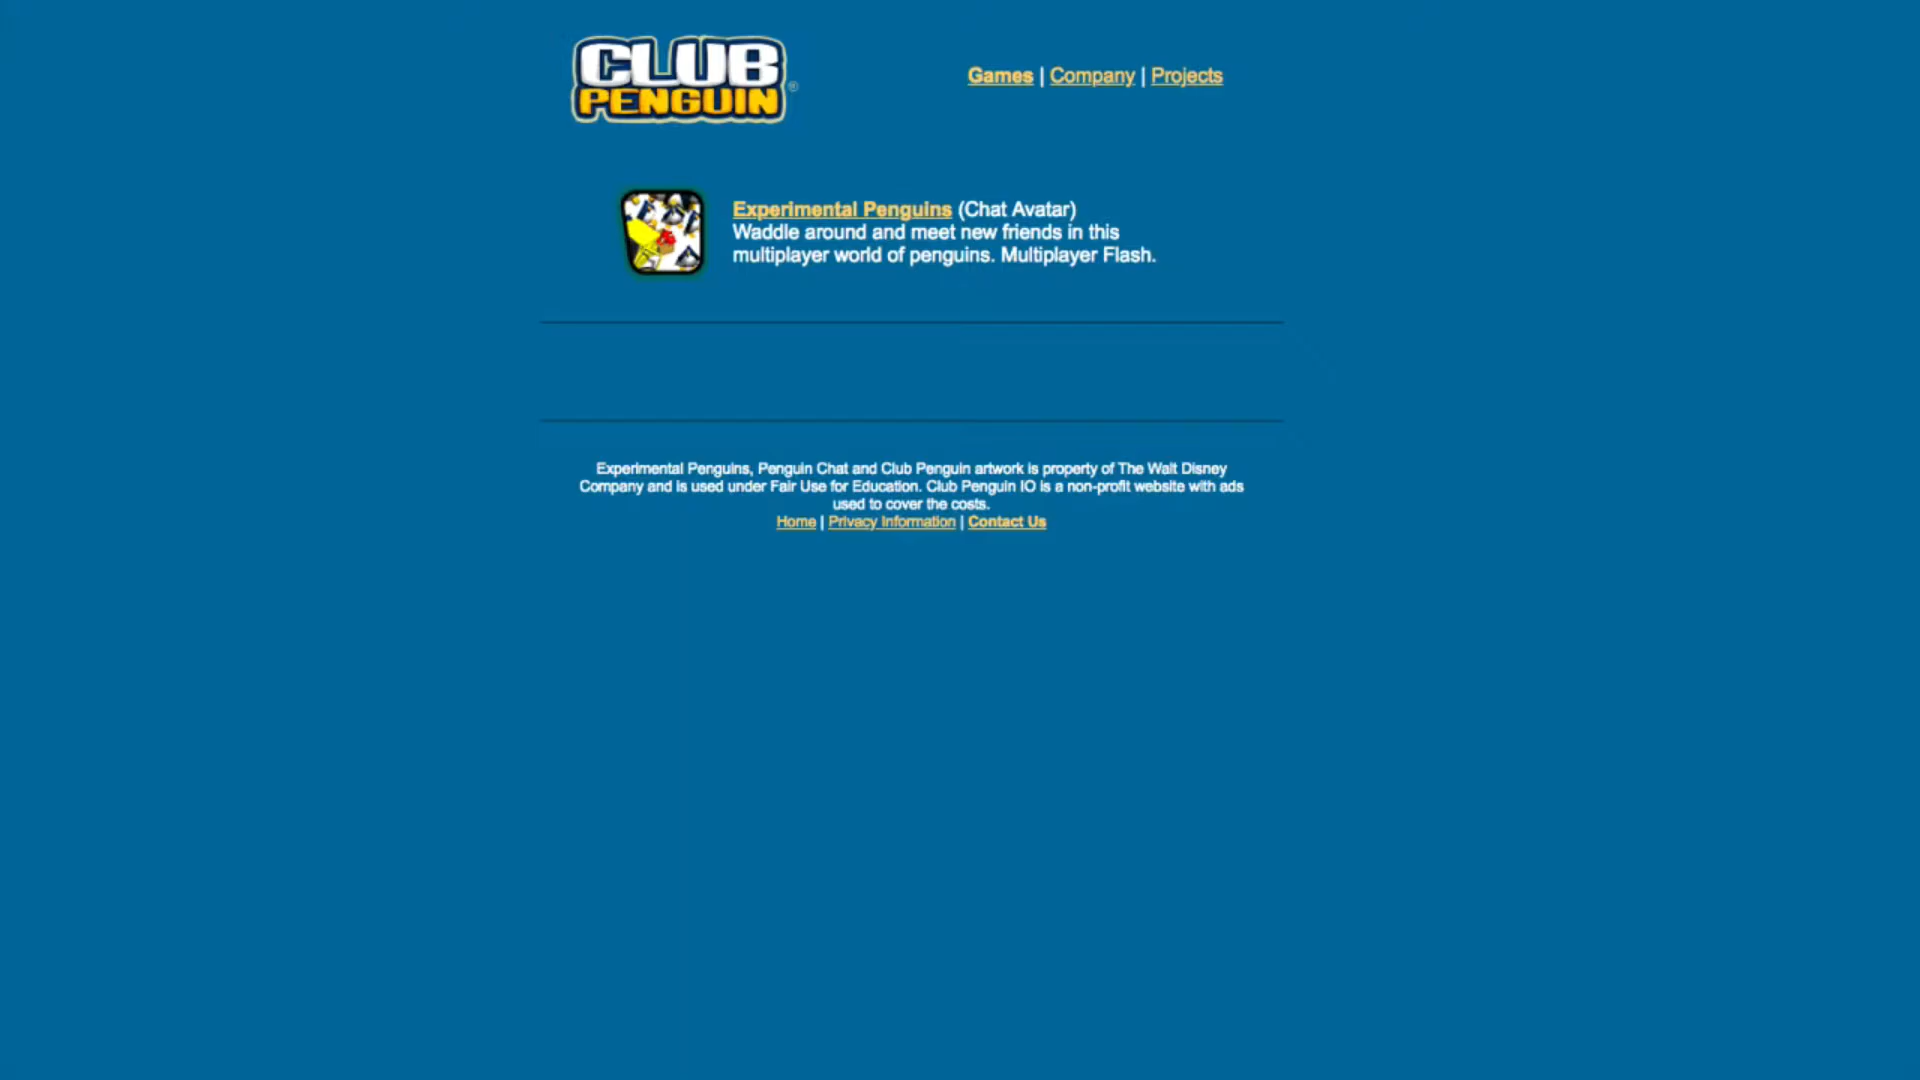 CLUB
PENGUIN®
Games | Company | Projects
Experimental Penguins (Chat Avatar)
Waddle around and meet new friends in this
multiplayer world of penguins. Multiplayer Flash.
Experimental Penguins, Penguin Chat and Club Penguin artwork is property of The Walt Disney
Company and is used under Fair Use for Education. Club Penguin IO is a non-profit website with ads
used to cover the costs.
Home | Privacy Information | Contact Us